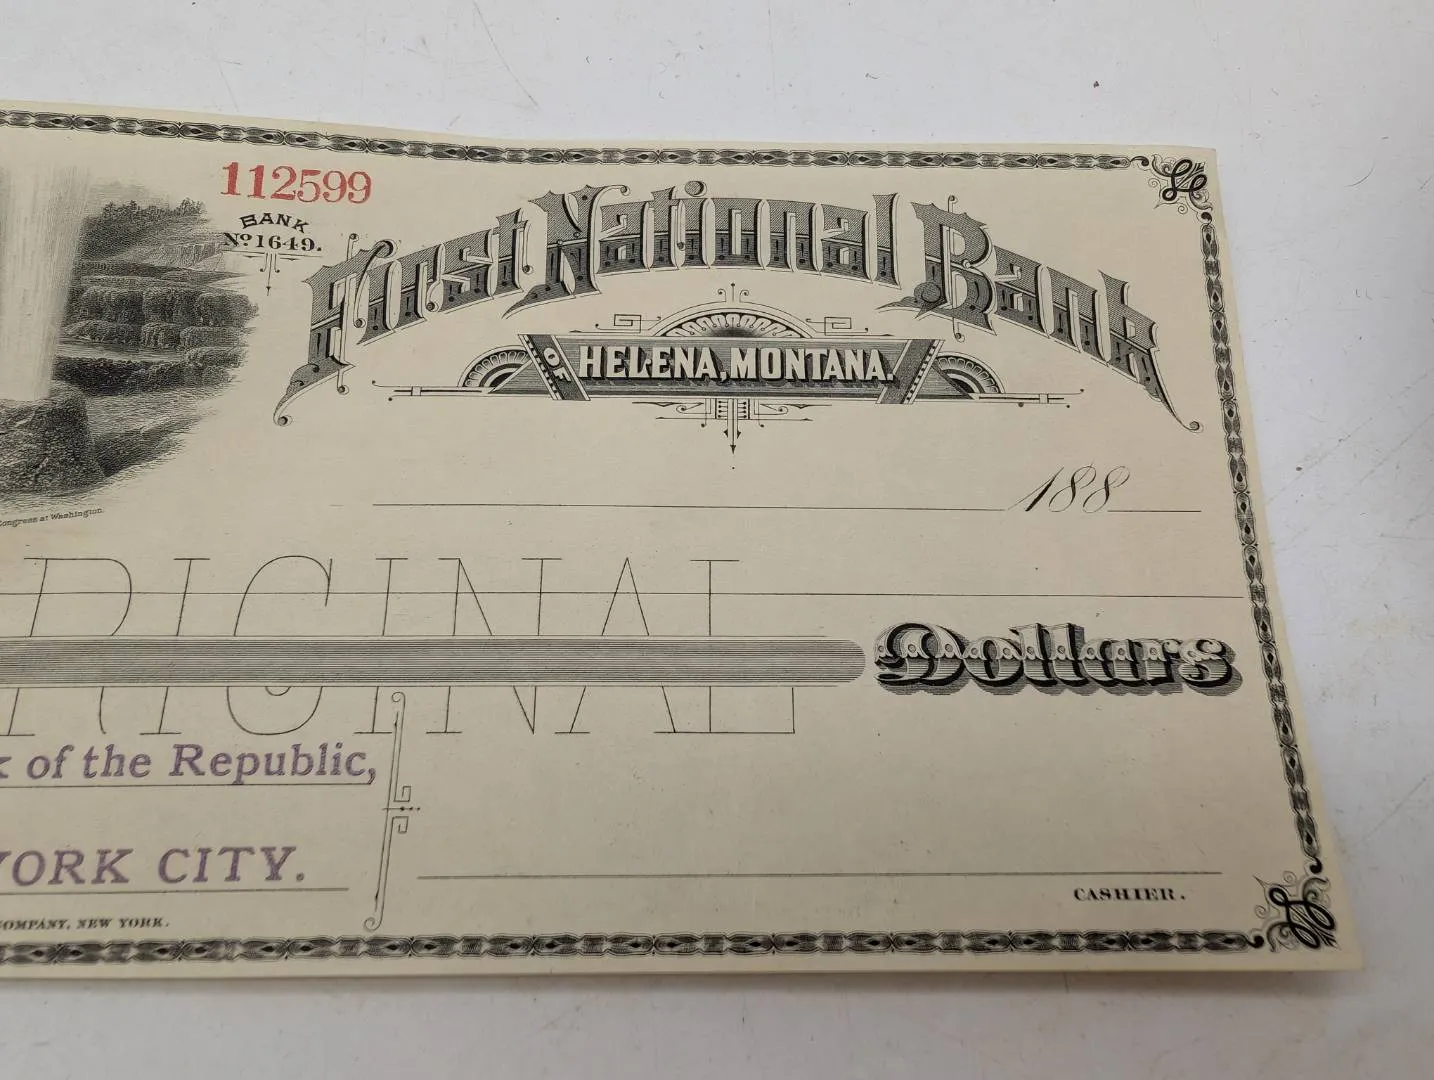 112599
BANK
No. 1649.
First National Bank
OF HELENA, MONTANA.
188
Congress at Washington.
ORIGINAL
Dollars
of the Republic,
YORK CITY.
CASHIER.
COMPANY, NEW YORK.